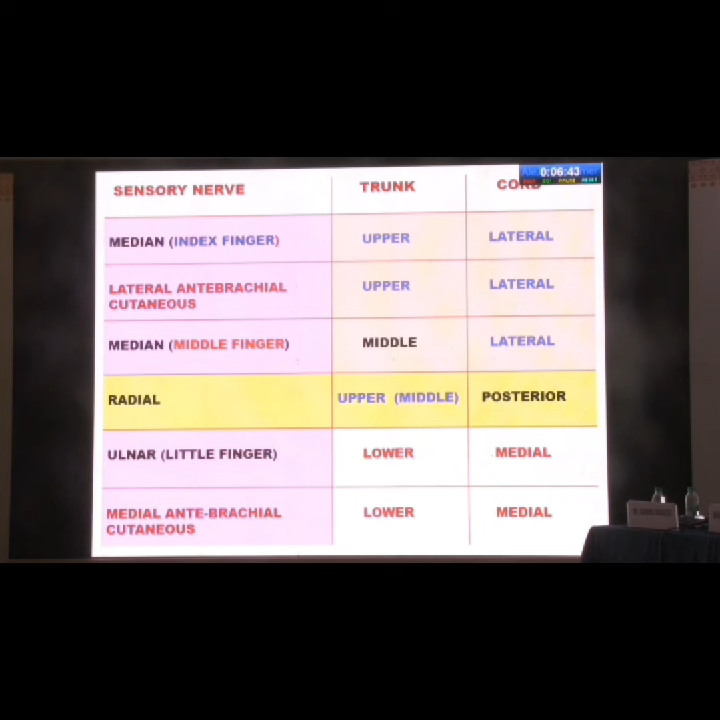 0:06:43
SENSORY NERVE TRUNK CORD
MEDIAN (INDEX FINGER) UPPER LATERAL
LATERAL ANTEBRACHIAL
CUTANEOUS UPPER LATERAL
MEDIAN (MIDDLE FINGER) MIDDLE LATERAL
RADIAL UPPER (MIDDLE) POSTERIOR
ULNAR (LITTLE FINGER) LOWER MEDIAL
MEDIAL ANTE-BRACHIAL
CUTANEOUS LOWER MEDIAL